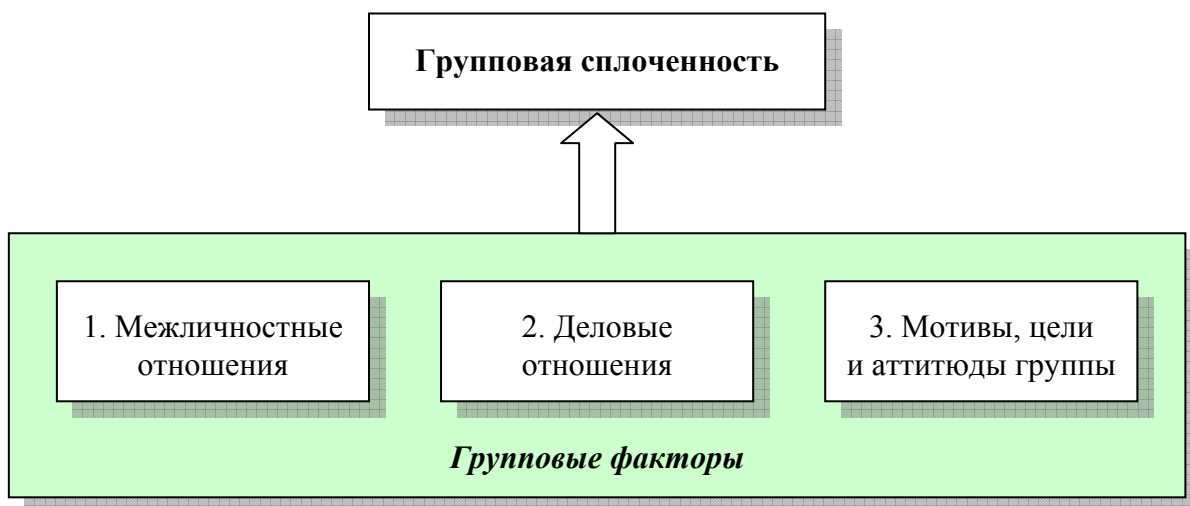 Групповая сплоченность
1. Межличностные
отношения
2. Деловые
отношения
3. Мотивы, цели
и аттитюды группы
Групповые факторы